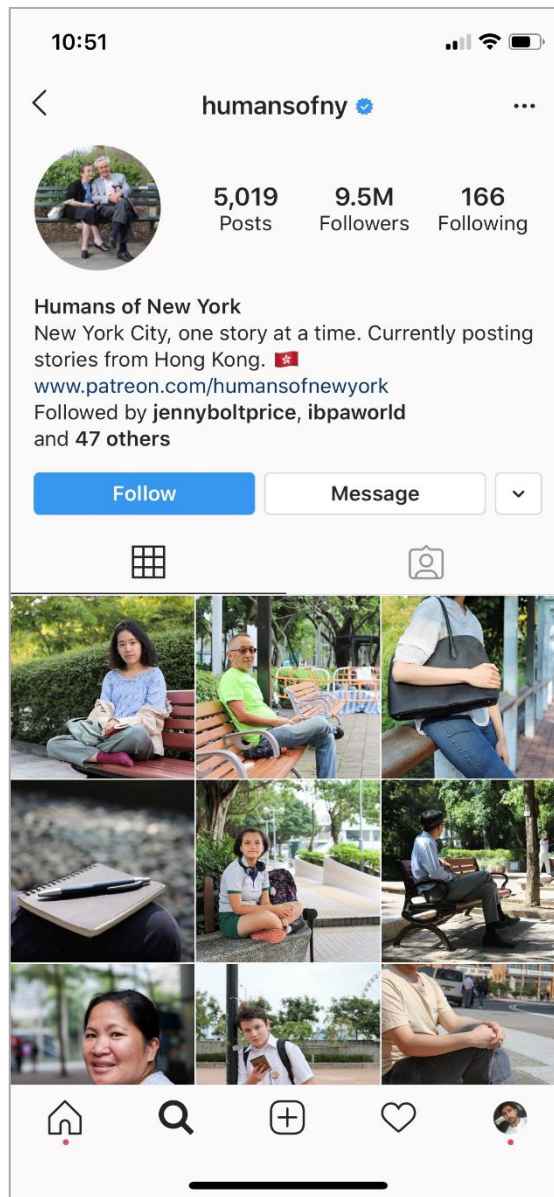 10:51
humansofny
5,019 9.5M 166
Posts Followers Following
Humans of New York
New York City, one story at a time. Currently posting
stories from Hong Kong. 🇭🇰
www.patreon.com/humansofnewyork
Followed by jennyboltprice, ibpaworld
and 47 others
Follow Message